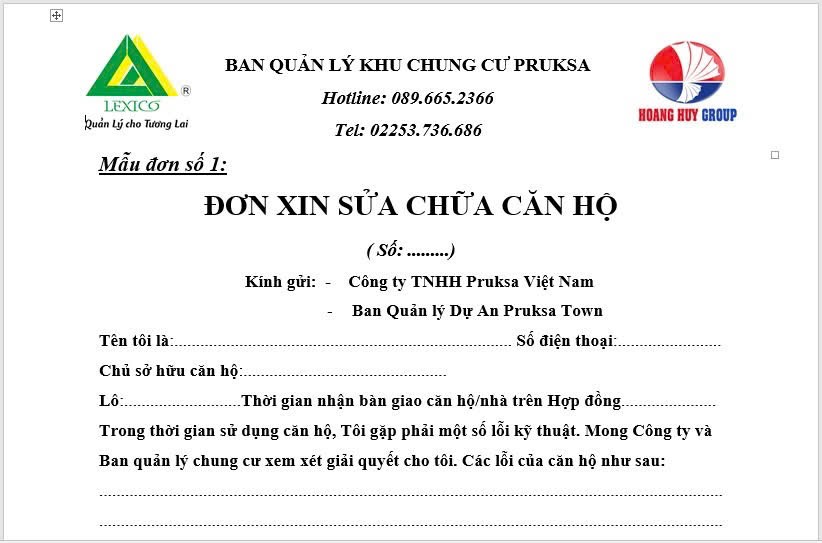 LEXICO ®
Quản Lý cho Tương Lai
BAN QUẢN LÝ KHU CHUNG CƯ PRUKSA
Hotline: 089.665.2366
Tel: 02253.736.686
HOANG HUY GROUP
Mẫu đơn số 1:
ĐƠN XIN SỬA CHỮA CĂN HỘ
( Số: .........)
Kính gửi: - Công ty TNHH Pruksa Việt Nam
- Ban Quản lý Dự An Pruksa Town
Tên tôi là:.............................................................................. Số điện thoại:........................
Chủ sở hữu căn hộ:...............................................
Lô:...........................Thời gian nhận bàn giao căn hộ/nhà trên Hợp đồng......................
Trong thời gian sử dụng căn hộ, Tôi gặp phải một số lỗi kỹ thuật. Mong Công ty và
Ban quản lý chung cư xem xét giải quyết cho tôi. Các lỗi của căn hộ như sau:
................................................................................................................................................
................................................................................................................................................